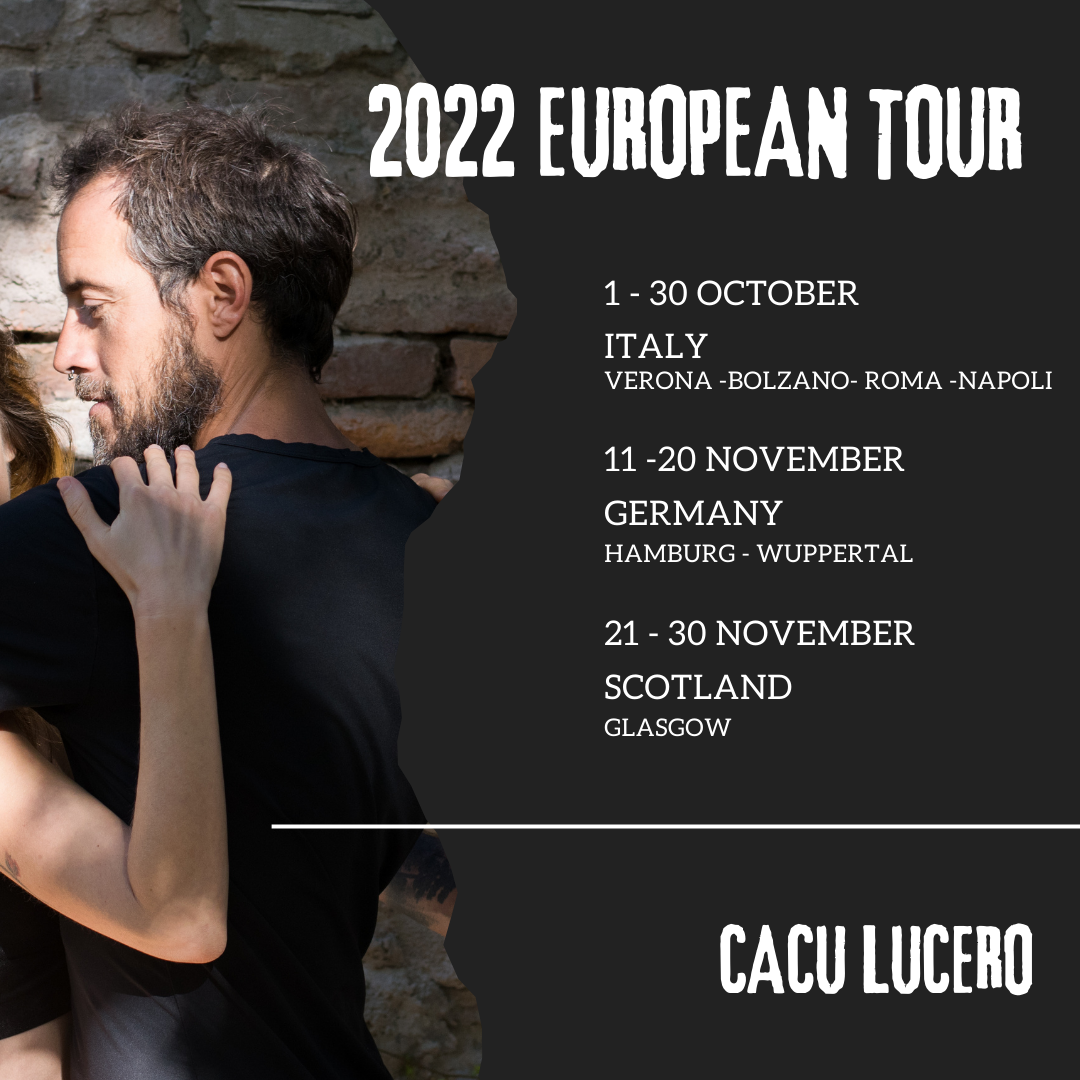 2022 EUROPEAN TOUR
1 - 30 OCTOBER
ITALY
VERONA -BOLZANO- ROMA -NAPOLI
11 -20 NOVEMBER
GERMANY
HAMBURG - WUPPERTAL
21 - 30 NOVEMBER
SCOTLAND
GLASGOW
CACU LUCERO